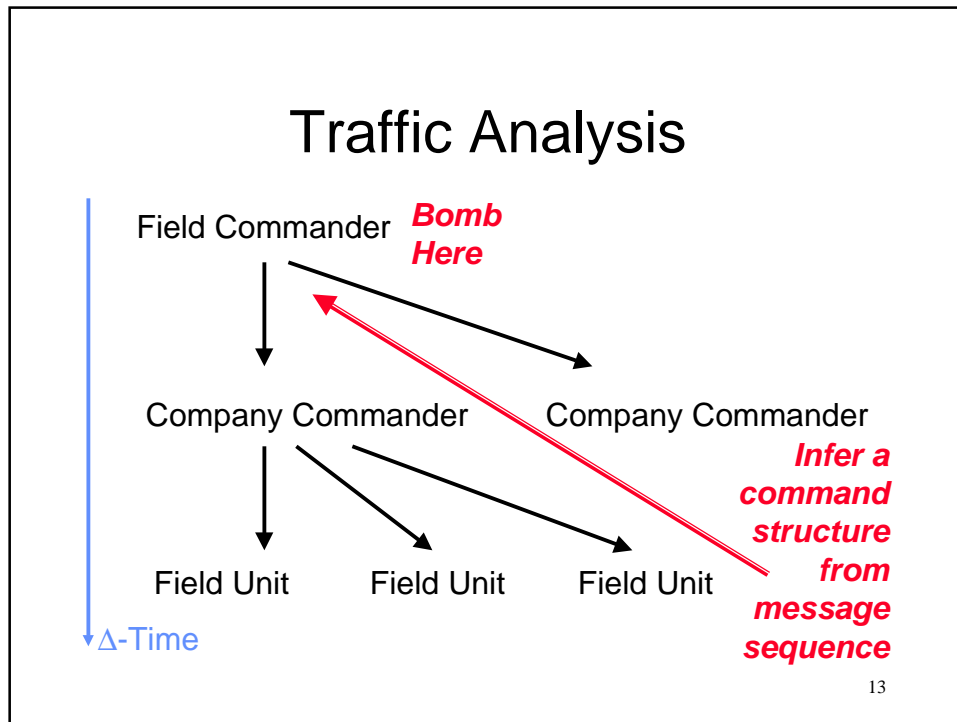 Traffic Analysis
Field Commander
Bomb
Here
Company Commander
Company Commander
Infer a
command
structure
from
message
sequence
Field Unit
Field Unit
Field Unit
Δ-Time
13